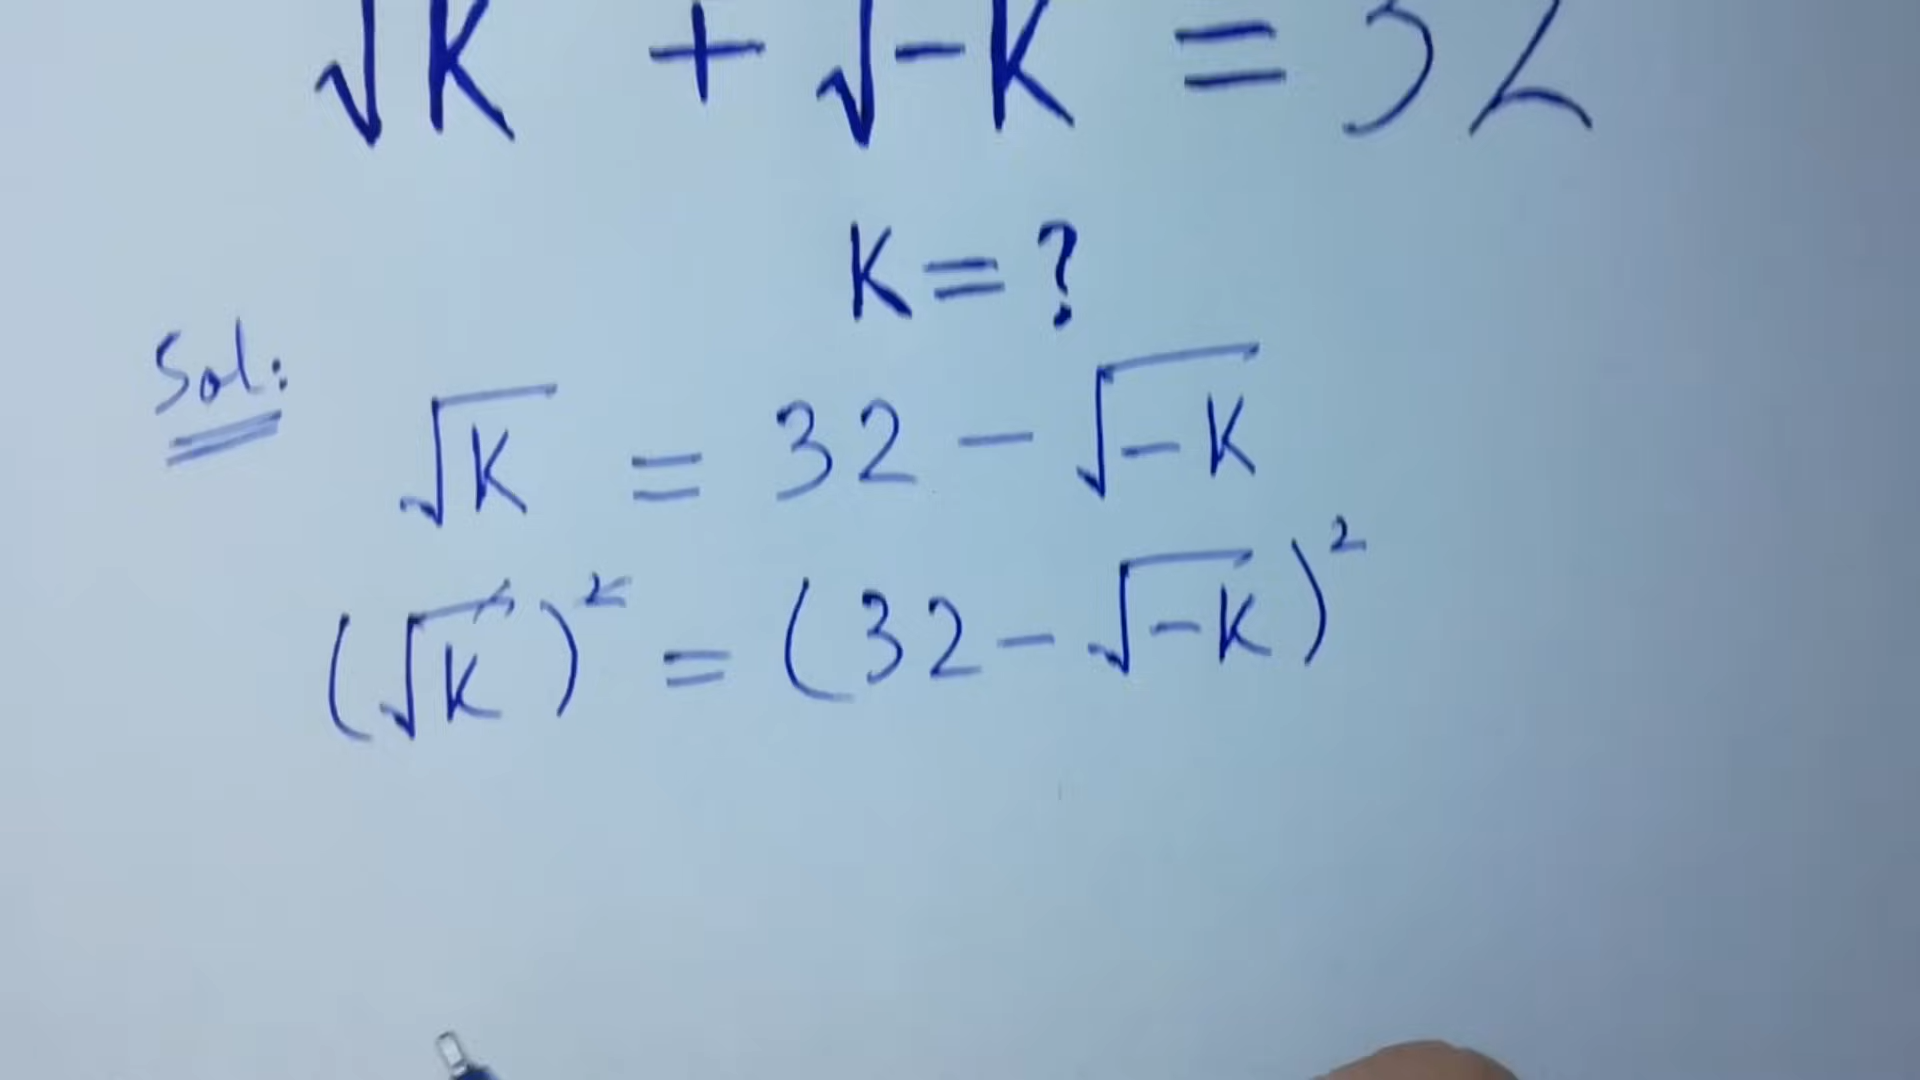 √K + √-K = 32
K = ?
Sol:
√K = 32 - √-K
(√K)² = (32 - √-K)²